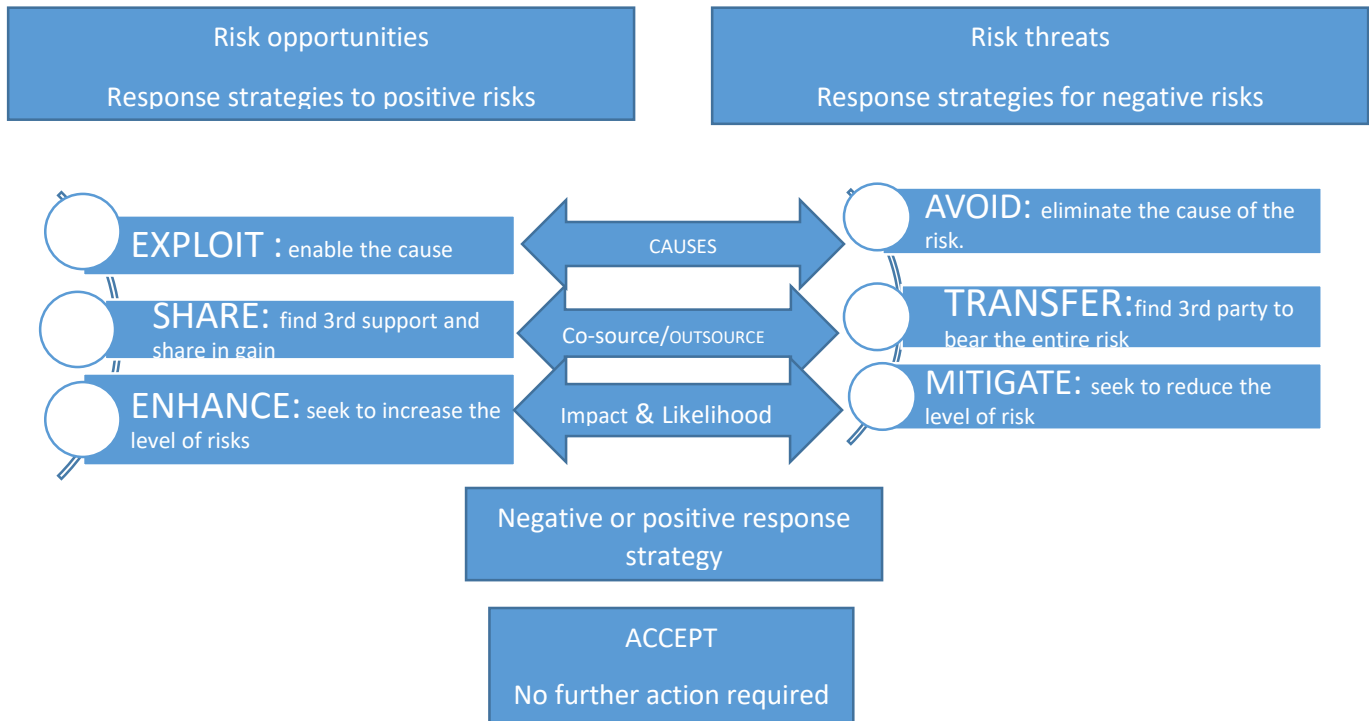 Risk opportunities
Response strategies to positive risks
Risk threats
Response strategies for negative risks
EXPLOIT : enable the cause
CAUSES
AVOID: eliminate the cause of the
risk.
SHARE: find 3rd support and
share in gain
Co-source/OUTSOURCE
TRANSFER:find 3rd party to
bear the entire risk
ENHANCE: seek to increase the
level of risks
Impact & Likelihood
MITIGATE: seek to reduce the
level of risk
Negative or positive response
strategy
ACCEPT
No further action required